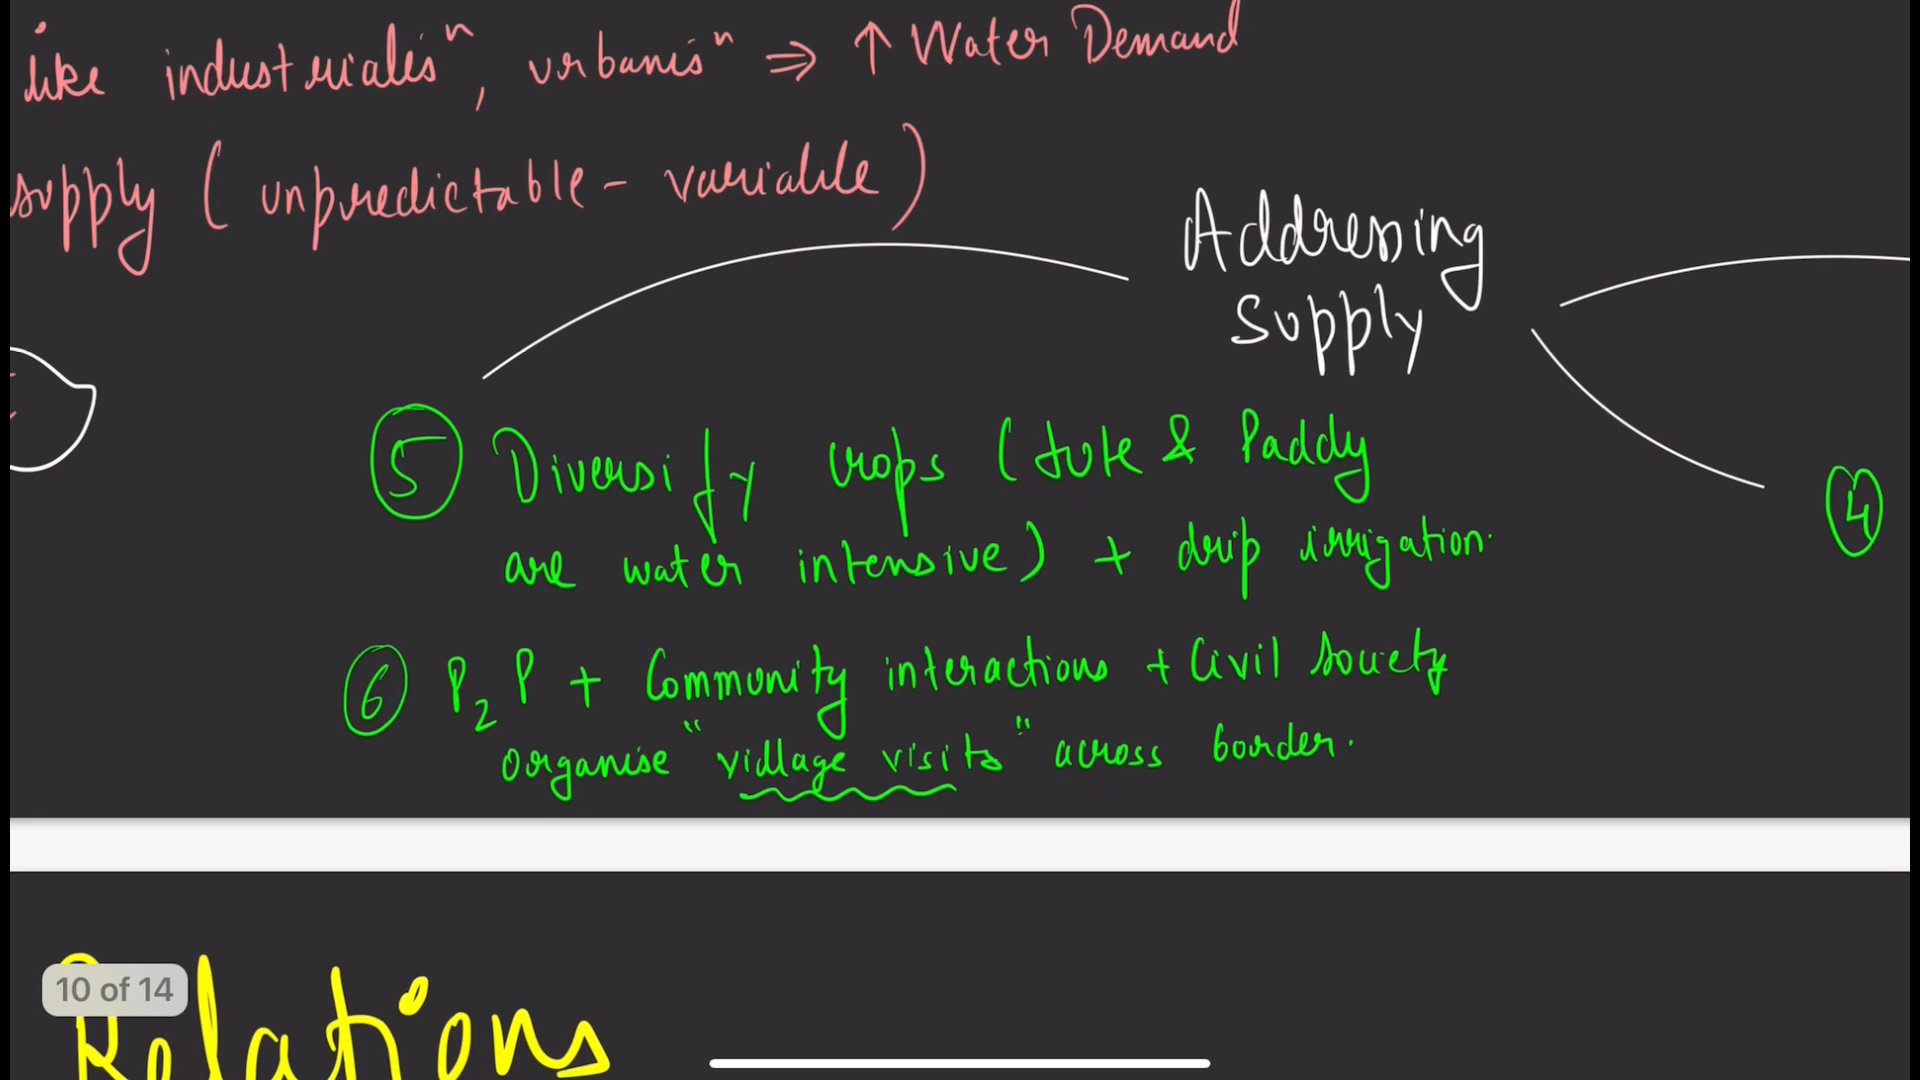 like industrialisⁿ, urbanisⁿ ⇒ ↑ Water Demand
supply (unpredictable - variable)
Addressing
Supply
⑤ Diversify crops (Jute & Paddy
are water intensive) + drip irrigation.
④
⑥ P2P + Community interactions + Civil Society
organise "village visits" across border.
10 of 14
Relations